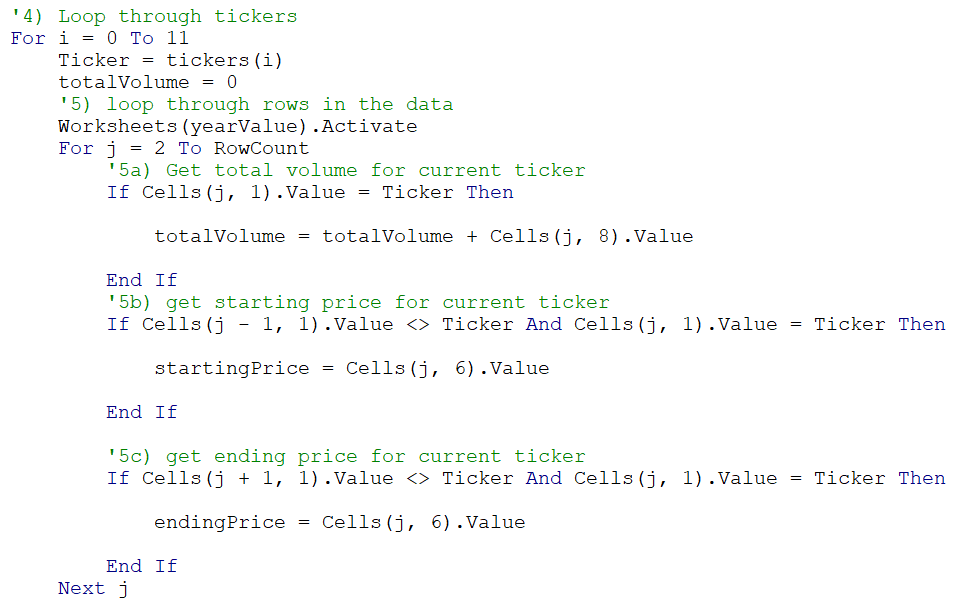 '4) Loop through tickers
For i = 0 To 11
    Ticker = tickers(i)
    totalVolume = 0
    '5) loop through rows in the data
    Worksheets(yearValue).Activate
    For j = 2 To RowCount
        '5a) Get total volume for current ticker
        If Cells(j, 1).Value = Ticker Then
            totalVolume = totalVolume + Cells(j, 8).Value
        End If
        '5b) get starting price for current ticker
        If Cells(j - 1, 1).Value <> Ticker And Cells(j, 1).Value = Ticker Then
            startingPrice = Cells(j, 6).Value
        End If
        '5c) get ending price for current ticker
        If Cells(j + 1, 1).Value <> Ticker And Cells(j, 1).Value = Ticker Then
            endingPrice = Cells(j, 6).Value
        End If
    Next j